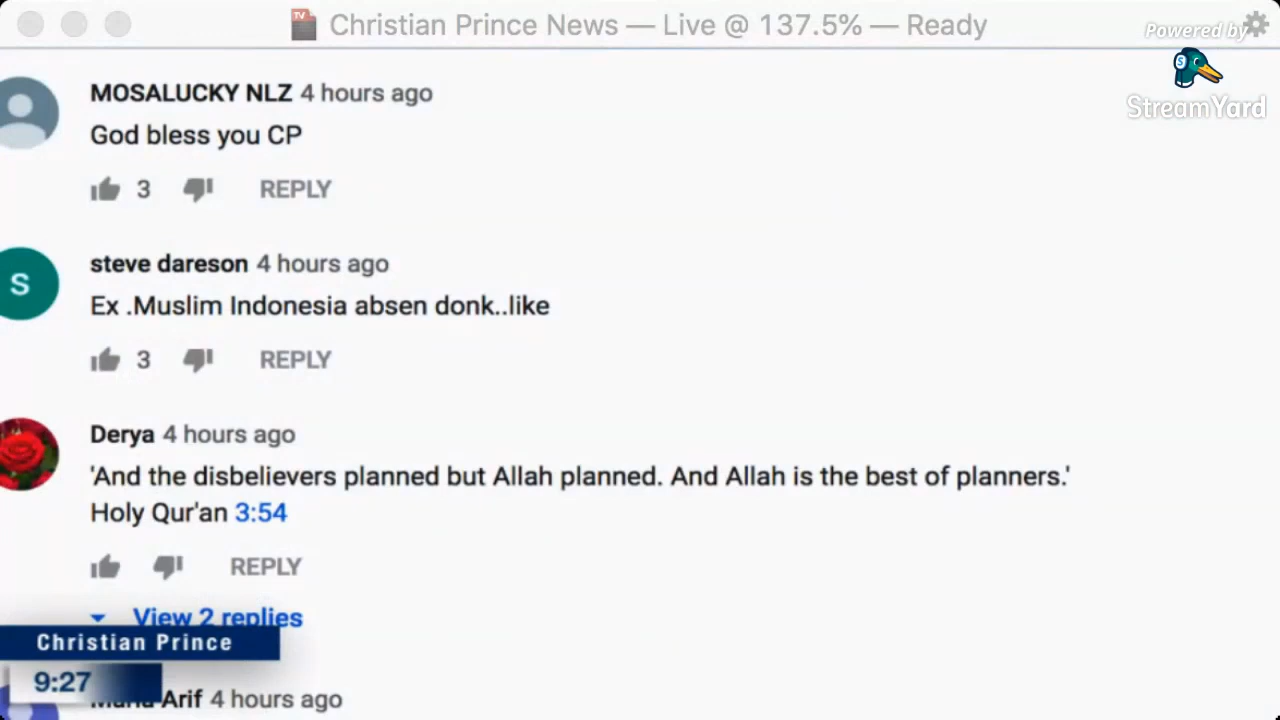 Christian Prince News — Live @ 137.5% — Ready
Powered by
StreamYard
MOSALUCKY NLZ 4 hours ago
God bless you CP
3 REPLY
S
steve dareson 4 hours ago
Ex .Muslim Indonesia absen donk..like
3 REPLY
Derya 4 hours ago
'And the disbelievers planned but Allah planned. And Allah is the best of planners.'
Holy Qur'an 3:54
REPLY
View 2 replies
Christian Prince
9:27
Arif 4 hours ago